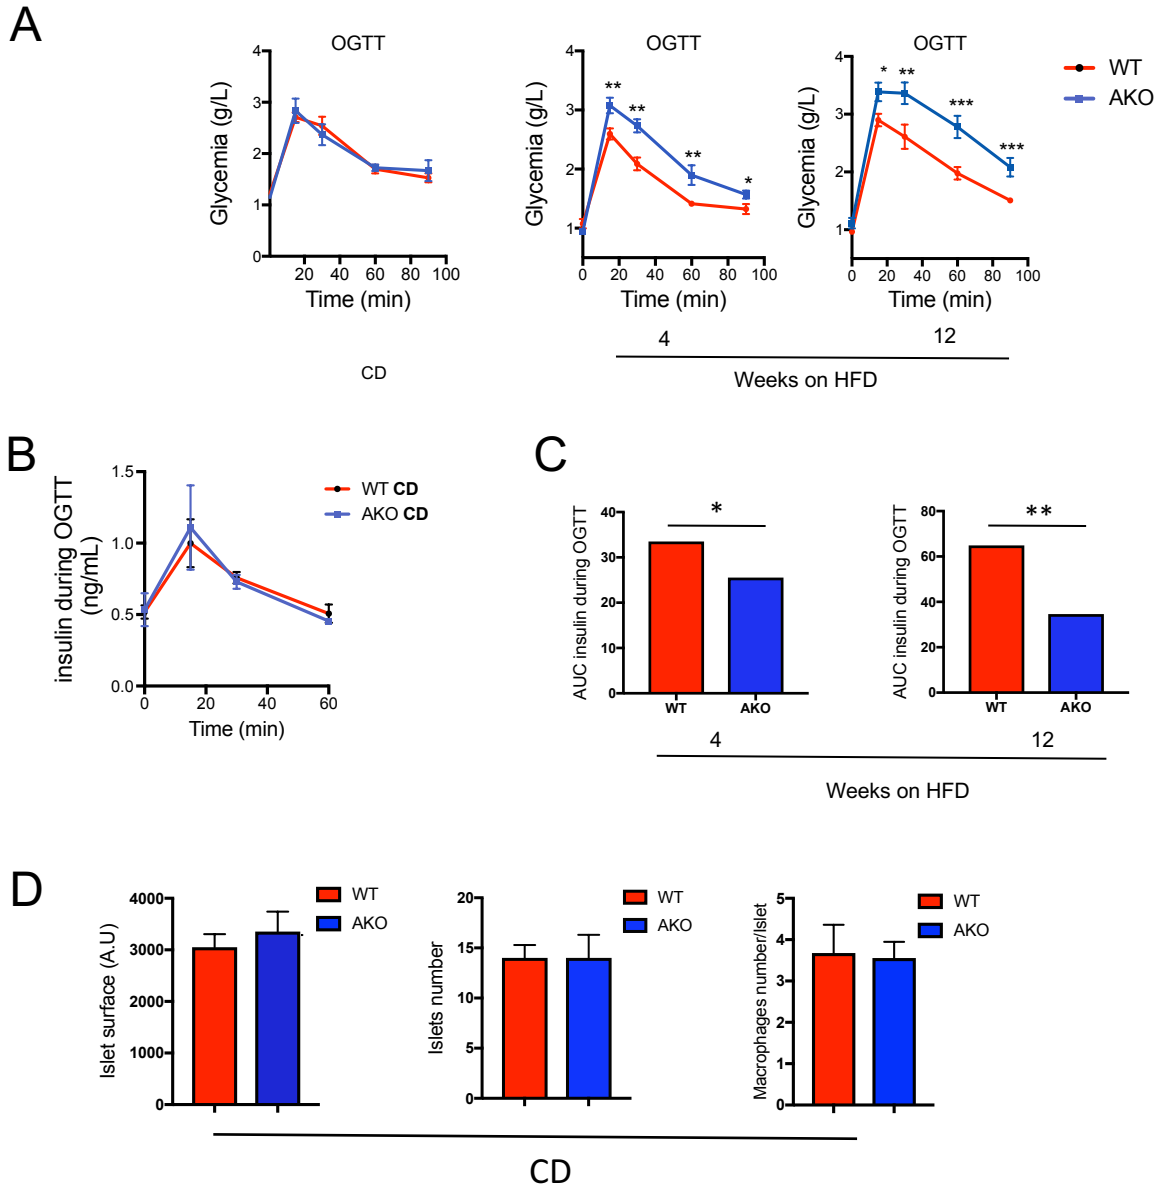 A
OGTT
Glycemia (g/L)
4
3
2
1
0
20 40 60 80 100
Time (min)
CD
OGTT
Glycemia (g/L)
4
3
2
1
0 20 40 60 80 100
Time (min)
** ** ** *
4
OGTT
Glycemia (g/L)
4
3
2
1
0 20 40 60 80 100
Time (min)
* ** *** ***
12
Weeks on HFD
WT
AKO
B
insulin during OGTT
(ng/mL)
1.5
1.0
0.5
0.0
0 20 40 60
Time (min)
WT CD
AKO CD
C
AUC insulin during OGTT
40
30
20
10
0
*
WT AKO
4
AUC insulin during OGTT
80
60
40
20
0
**
WT AKO
12
Weeks on HFD
D
Islet surface (A.U)
4000
3000
2000
1000
0
WT
AKO
Islets number
20
15
10
5
0
WT
AKO
Macrophages number/Islet
5
4
3
2
1
0
WT
AKO
CD